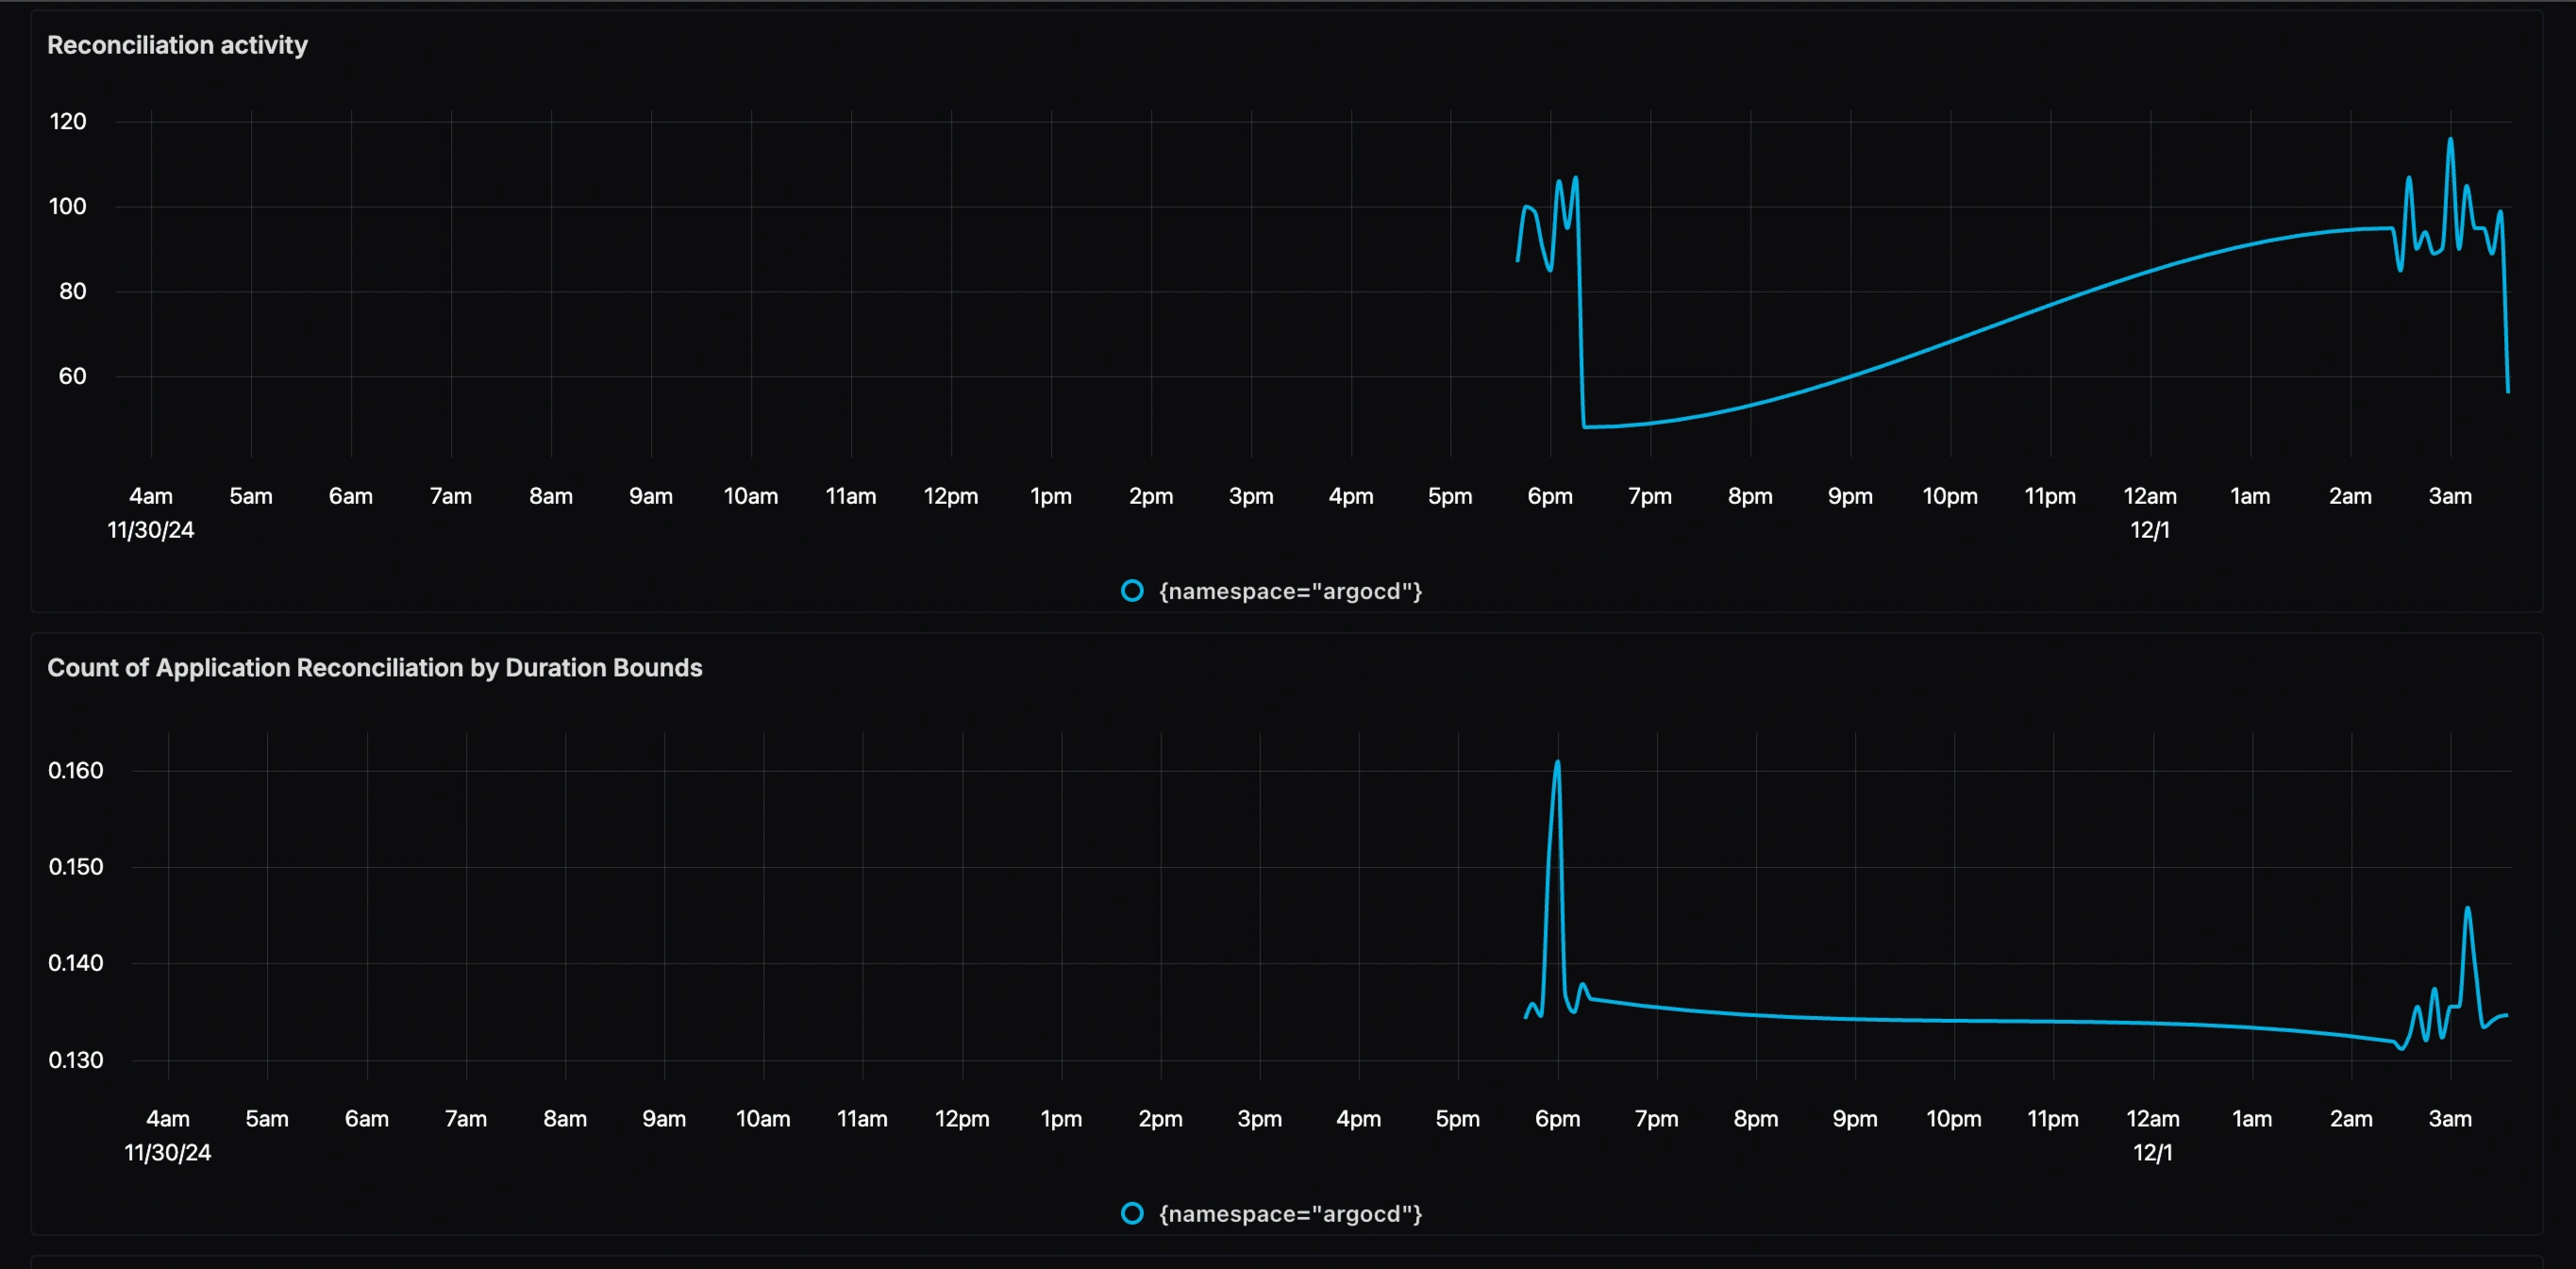 Reconciliation activity
120
100
80
60
4am 5am 6am 7am 8am 9am 10am 11am 12pm 1pm 2pm 3pm 4pm 5pm 6pm 7pm 8pm 9pm 10pm 11pm 12am 1am 2am 3am
11/30/24 12/1
{namespace="argocd"}
Count of Application Reconciliation by Duration Bounds
0.160
0.150
0.140
0.130
4am 5am 6am 7am 8am 9am 10am 11am 12pm 1pm 2pm 3pm 4pm 5pm 6pm 7pm 8pm 9pm 10pm 11pm 12am 1am 2am 3am
11/30/24 12/1
{namespace="argocd"}